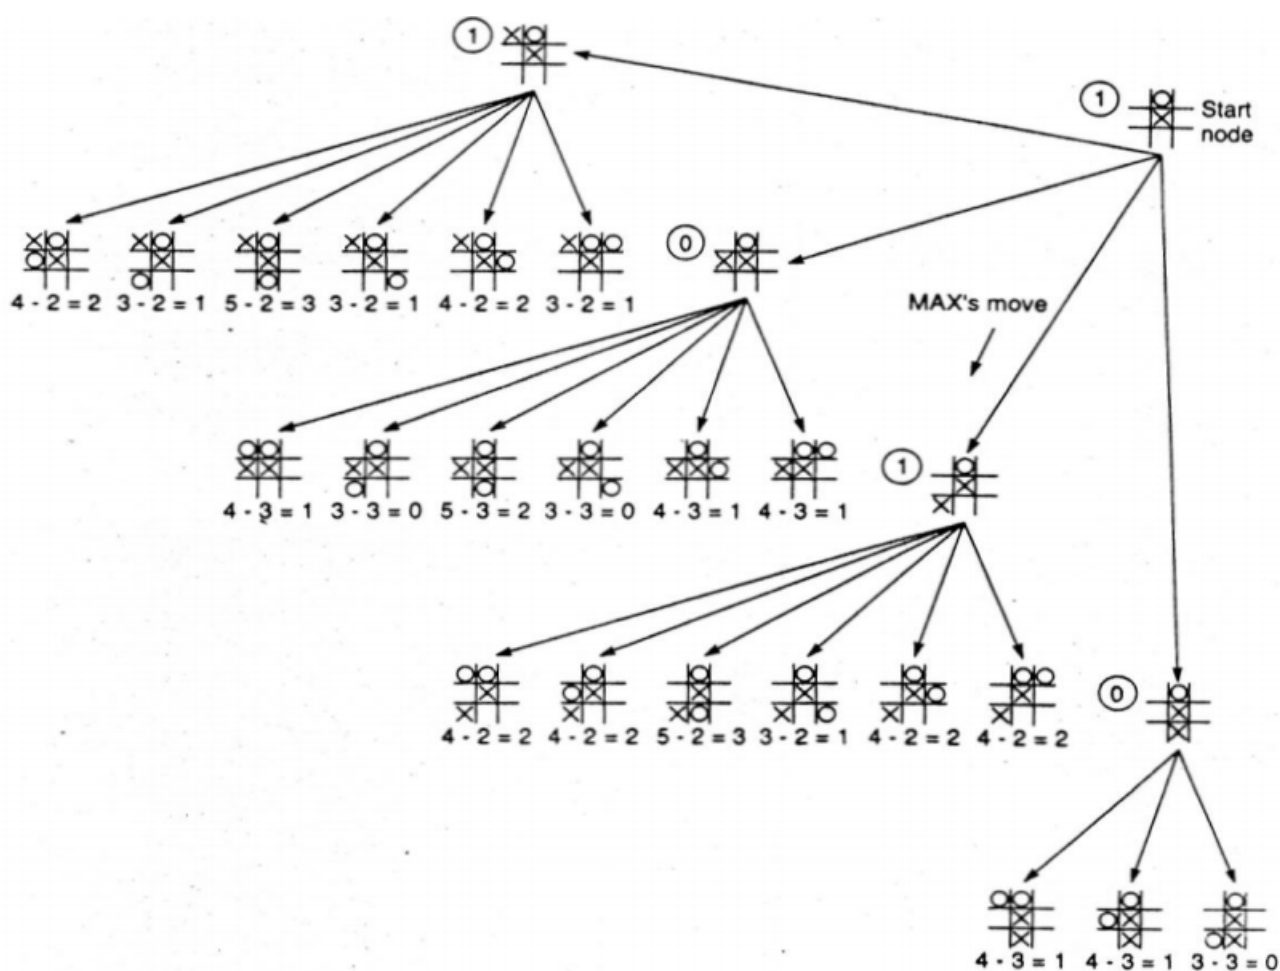 1
1
Start
node
0
4 - 2 = 2 3 - 2 = 1 5 - 2 = 3 3 - 2 = 1 4 - 2 = 2 3 - 2 = 1
MAX's move
1
4 - 3 = 1 3 - 3 = 0 5 - 3 = 2 3 - 3 = 0 4 - 3 = 1 4 - 3 = 1
0
4 - 2 = 2 4 - 2 = 2 5 - 2 = 3 3 - 2 = 1 4 - 2 = 2 4 - 2 = 2
4 - 3 = 1 4 - 3 = 1 3 - 3 = 0